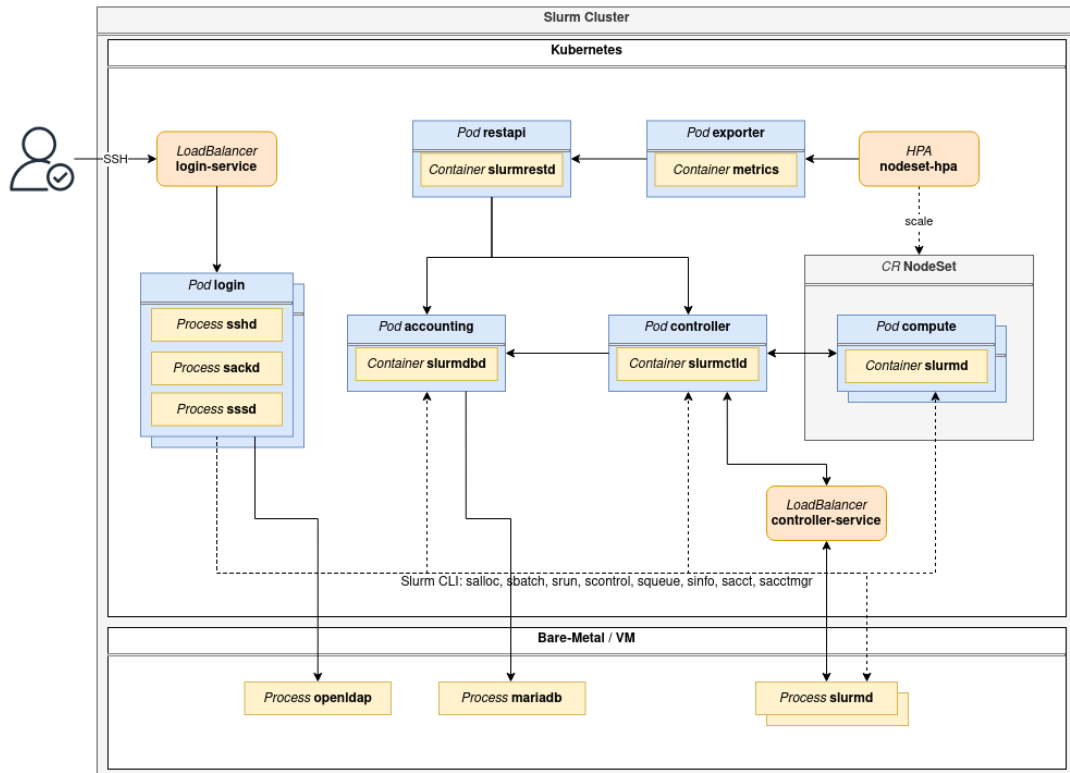 Slurm Cluster
Kubernetes
SSH
LoadBalancer
login-service
Pod restapi
Container slurmrestd
Pod exporter
Container metrics
HPA
nodeset-hpa
scale
Pod login
Process sshd
Process sackd
Process sssd
Pod accounting
Container slurmdbd
Pod controller
Container slurmctld
CR NodeSet
Pod compute
Container slurmd
LoadBalancer
controller-service
Slurm CLI: salloc, sbatch, srun, scontrol, squeue, sinfo, sacct, sacctmgr
Bare-Metal / VM
Process openldap
Process mariadb
Process slurmd